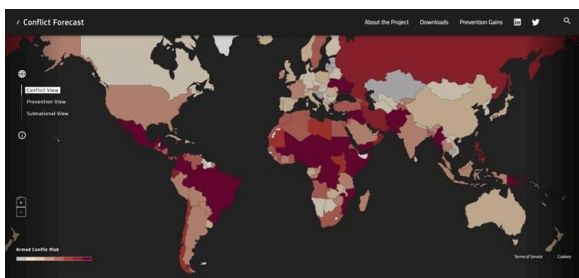 / Conflict Forecast
About the Project Downloads Prevention Gains
Conflict View
Prevention View
Subnational View
Armed Conflic Risk
Terms of Service Cookies